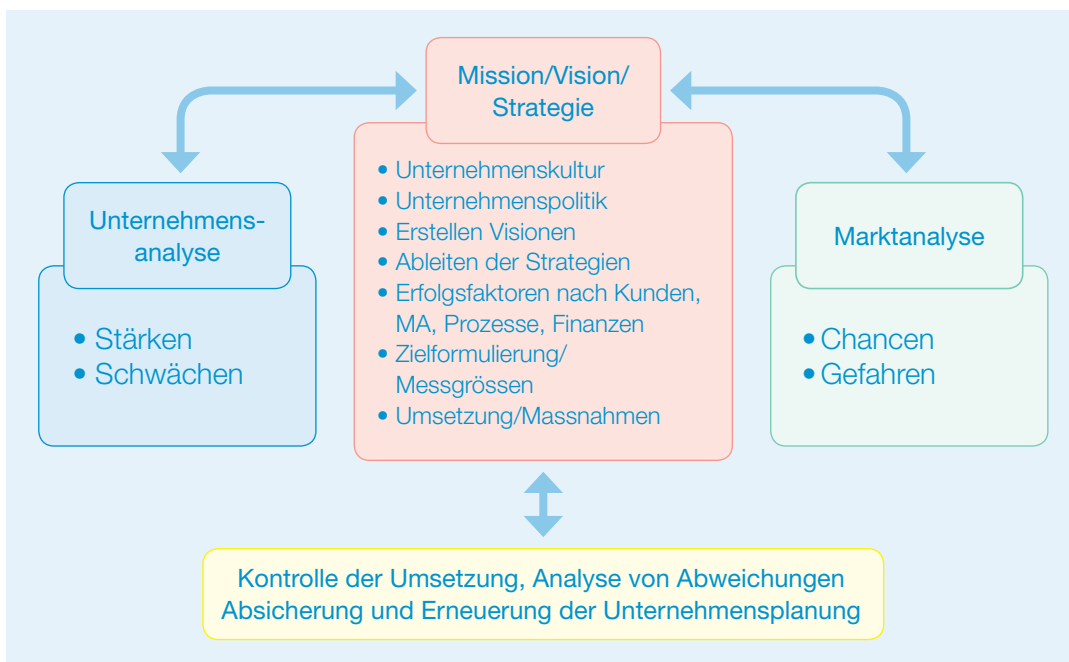 Mission/Vision/
Strategie
• Unternehmenskultur
• Unternehmenspolitik
• Erstellen Visionen
• Ableiten der Strategien
• Erfolgsfaktoren nach Kunden,
MA, Prozesse, Finanzen
• Zielformulierung/
Messgrössen
• Umsetzung/Massnahmen
Unternehmens-
analyse
• Stärken
• Schwächen
Marktanalyse
• Chancen
• Gefahren
Kontrolle der Umsetzung, Analyse von Abweichungen
Absicherung und Erneuerung der Unternehmensplanung